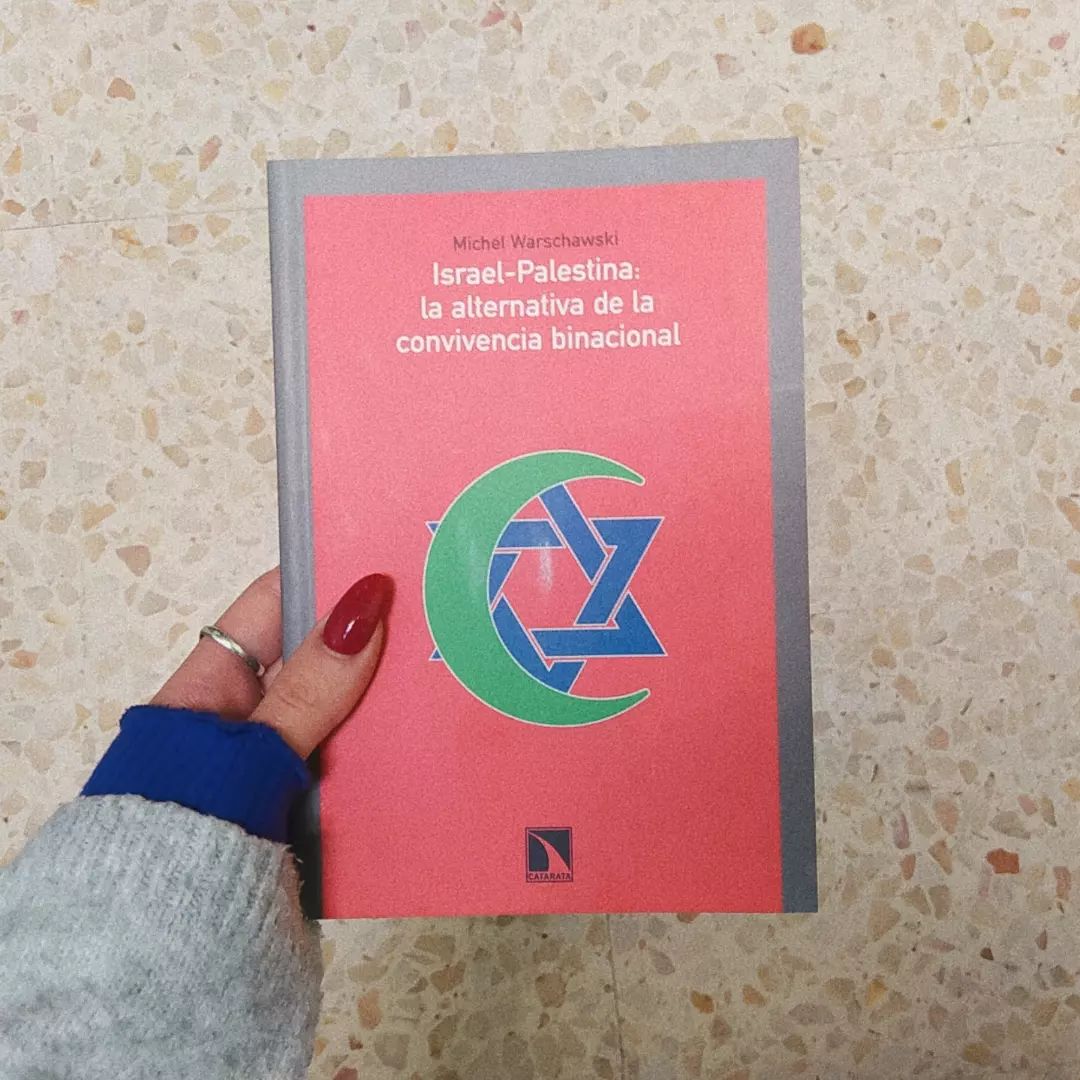 Michel Warschawski
Israel-Palestina:
la alternativa de la
convivencia binacional
CATARATA